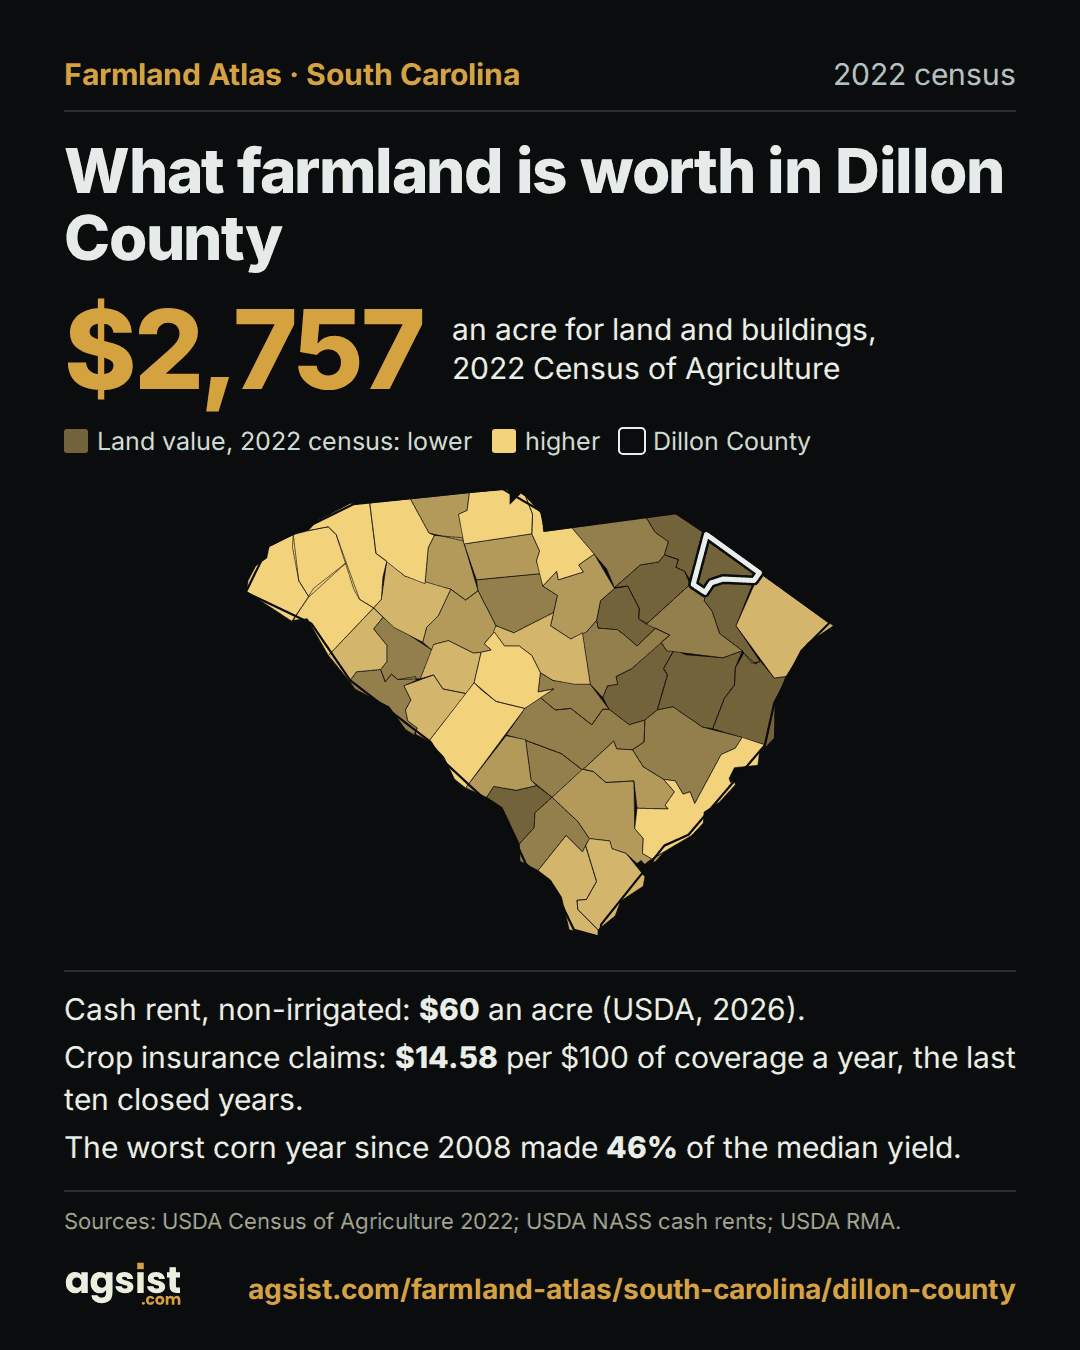 Farmland Atlas · South Carolina
2022 census
What farmland is worth in Dillon
County
$2,757
an acre for land and buildings,
2022 Census of Agriculture
Land value, 2022 census: lower
higher
Dillon County
Cash rent, non-irrigated: $60 an acre (USDA, 2026).
Crop insurance claims: $14.58 per $100 of coverage a year, the last
ten closed years.
The worst corn year since 2008 made 46% of the median yield.
Sources: USDA Census of Agriculture 2022; USDA NASS cash rents; USDA RMA.
agsist
.com
agsist.com/farmland-atlas/south-carolina/dillon-county